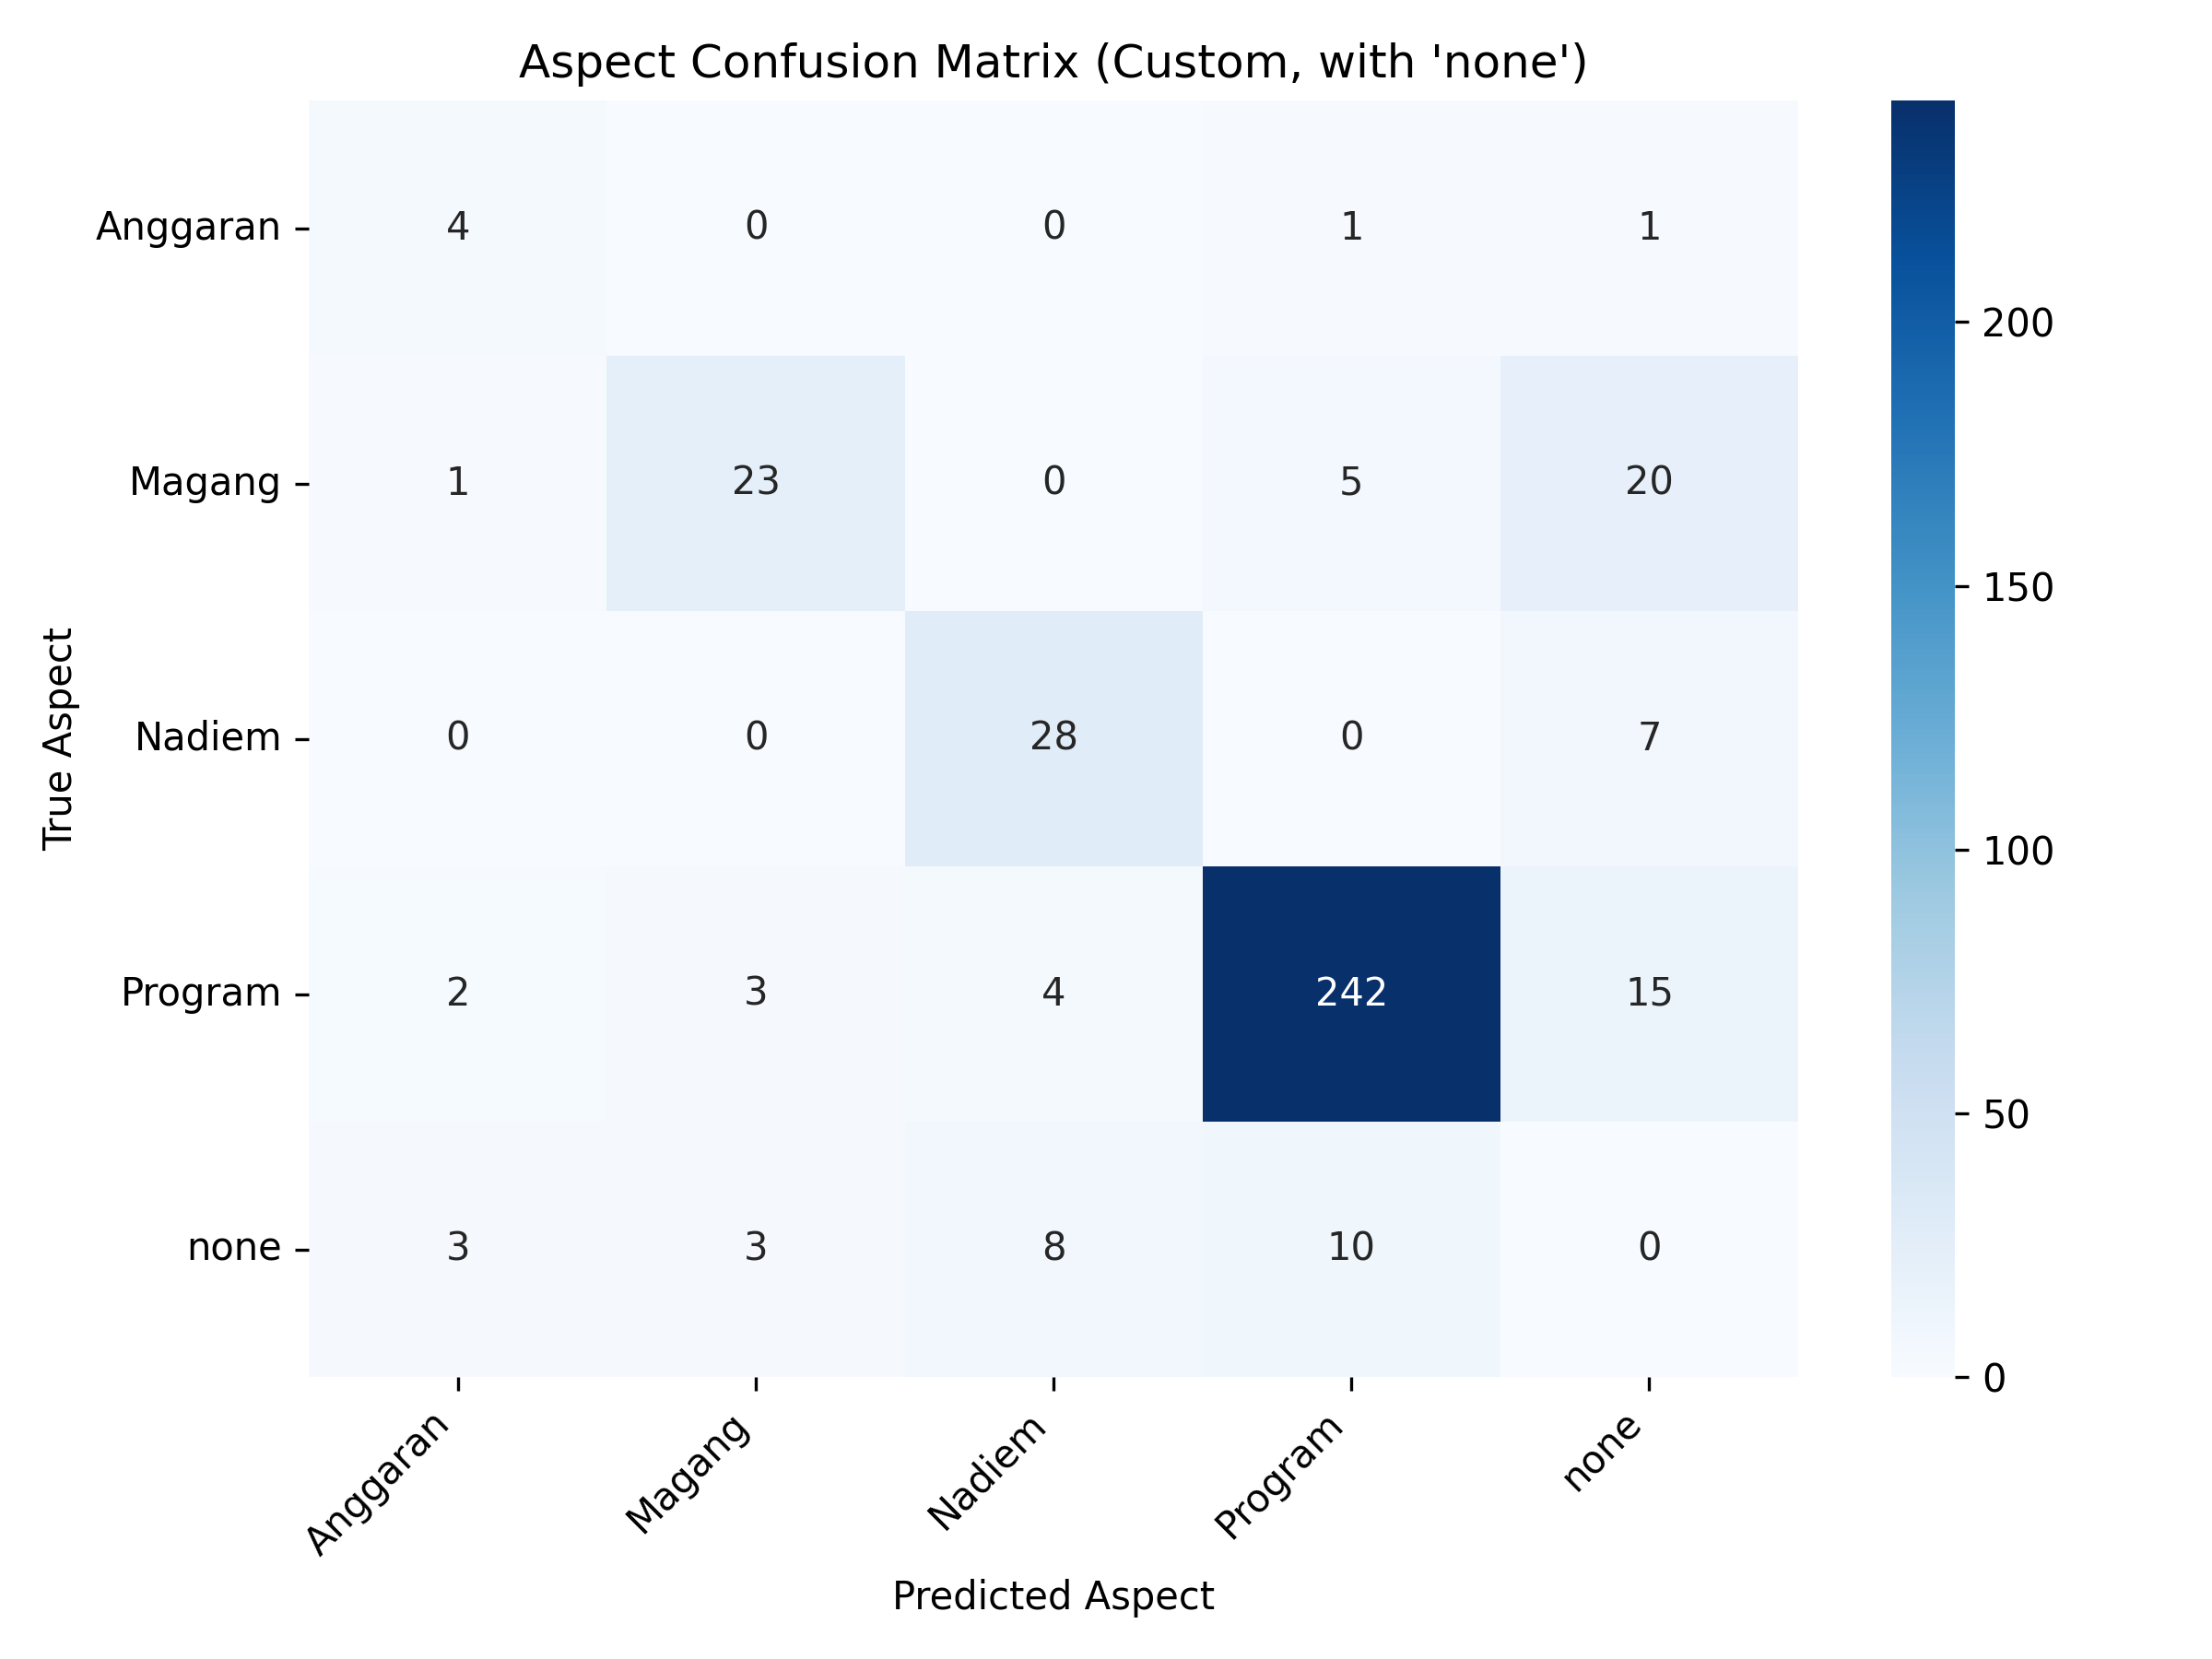 Aspect Confusion Matrix (Custom, with 'none')
Anggaran 4 0 0 1 1
Magang 1 23 0 5 20
Nadiem 0 0 28 0 7
Program 2 3 4 242 15
none 3 3 8 10 0
True Aspect
Anggaran Magang Nadiem Program none
Predicted Aspect
200
150
100
50
0